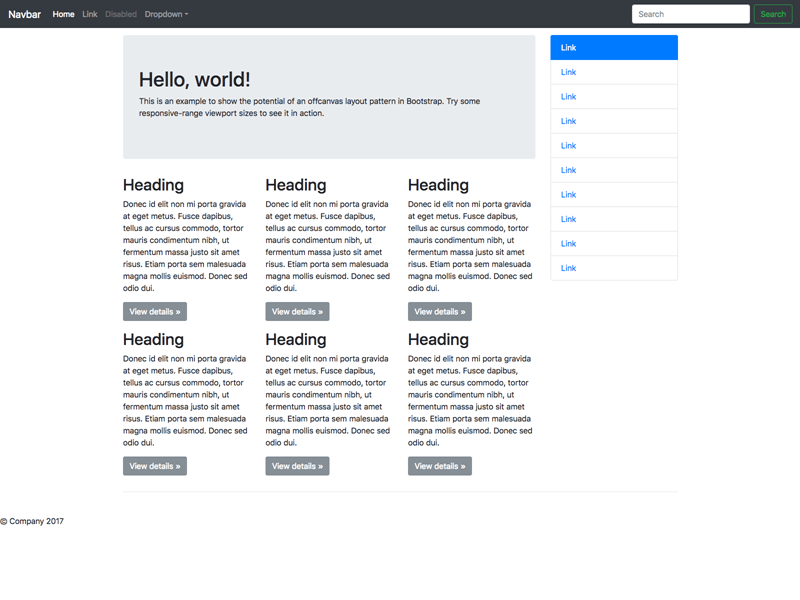 Navbar Home Link Disabled Dropdown Search Search
Hello, world!
This is an example to show the potential of an offcanvas layout pattern in Bootstrap. Try some
responsive-range viewport sizes to see it in action.
Heading
Donec id elit non mi porta gravida
at eget metus. Fusce dapibus,
tellus ac cursus commodo, tortor
mauris condimentum nibh, ut
fermentum massa justo sit amet
risus. Etiam porta sem malesuada
magna mollis euismod. Donec sed
odio dui.
View details »
Heading
Donec id elit non mi porta gravida
at eget metus. Fusce dapibus,
tellus ac cursus commodo, tortor
mauris condimentum nibh, ut
fermentum massa justo sit amet
risus. Etiam porta sem malesuada
magna mollis euismod. Donec sed
odio dui.
View details »
Heading
Donec id elit non mi porta gravida
at eget metus. Fusce dapibus,
tellus ac cursus commodo, tortor
mauris condimentum nibh, ut
fermentum massa justo sit amet
risus. Etiam porta sem malesuada
magna mollis euismod. Donec sed
odio dui.
View details »
Heading
Donec id elit non mi porta gravida
at eget metus. Fusce dapibus,
tellus ac cursus commodo, tortor
mauris condimentum nibh, ut
fermentum massa justo sit amet
risus. Etiam porta sem malesuada
magna mollis euismod. Donec sed
odio dui.
View details »
Heading
Donec id elit non mi porta gravida
at eget metus. Fusce dapibus,
tellus ac cursus commodo, tortor
mauris condimentum nibh, ut
fermentum massa justo sit amet
risus. Etiam porta sem malesuada
magna mollis euismod. Donec sed
odio dui.
View details »
Heading
Donec id elit non mi porta gravida
at eget metus. Fusce dapibus,
tellus ac cursus commodo, tortor
mauris condimentum nibh, ut
fermentum massa justo sit amet
risus. Etiam porta sem malesuada
magna mollis euismod. Donec sed
odio dui.
View details »
Link
Link
Link
Link
Link
Link
Link
Link
Link
Link
© Company 2017